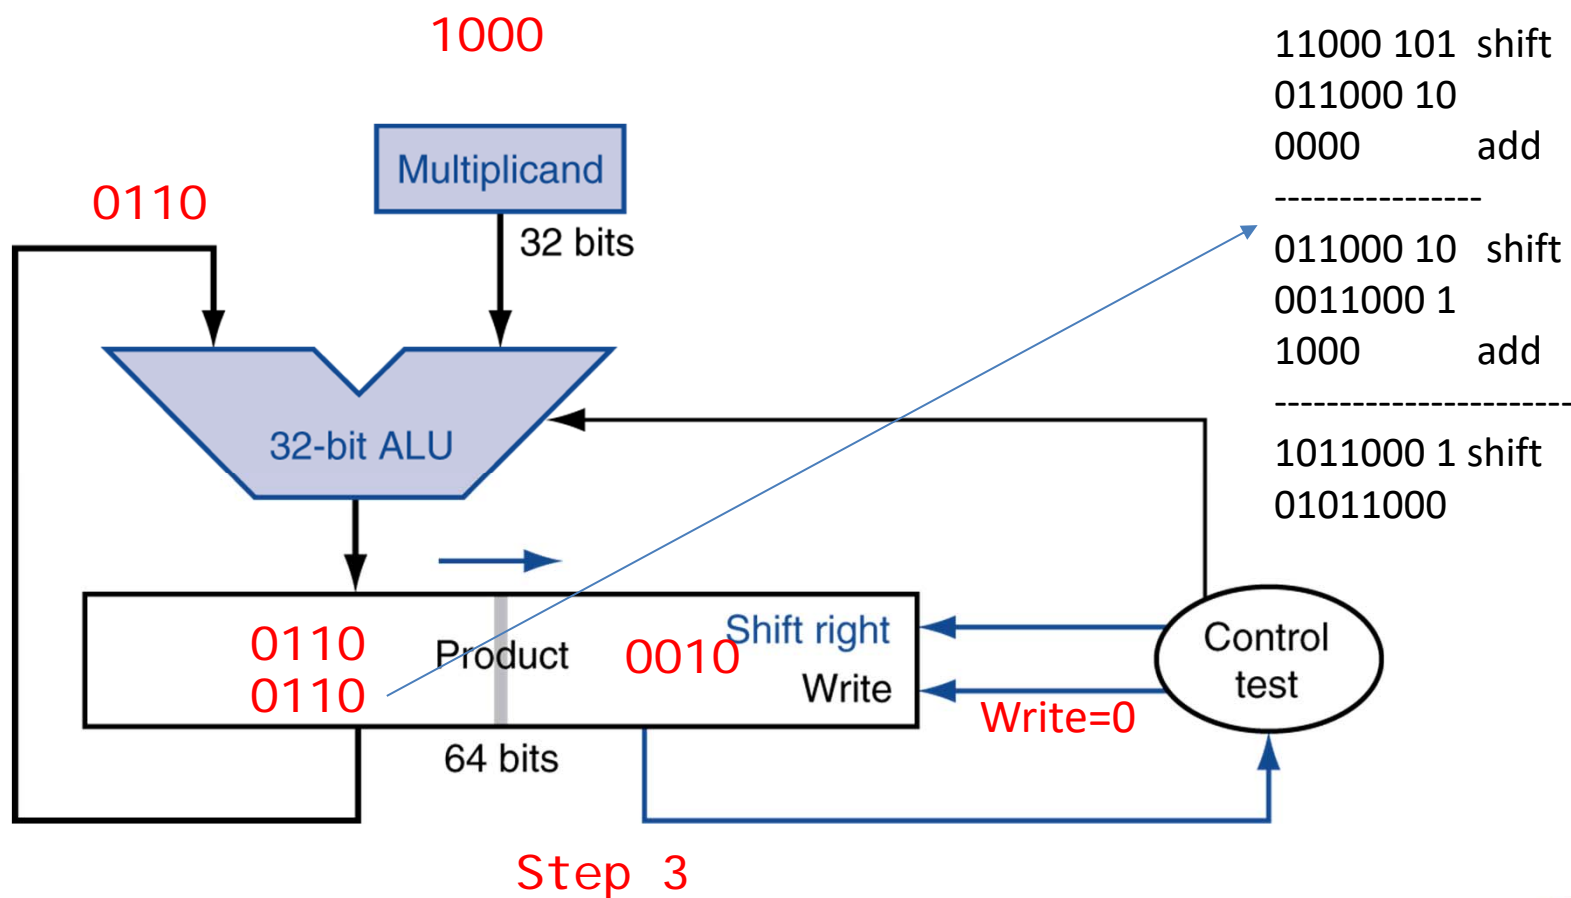 1000
Multiplicand
0110
32 bits
32-bit ALU
0110
0110
Product
0010
Shift right
Write
64 bits
Write=0
Control
test
Step 3
11000 101 shift
011000 10
0000 add
----------------
011000 10 shift
0011000 1
1000 add
-----------------------
1011000 1 shift
01011000